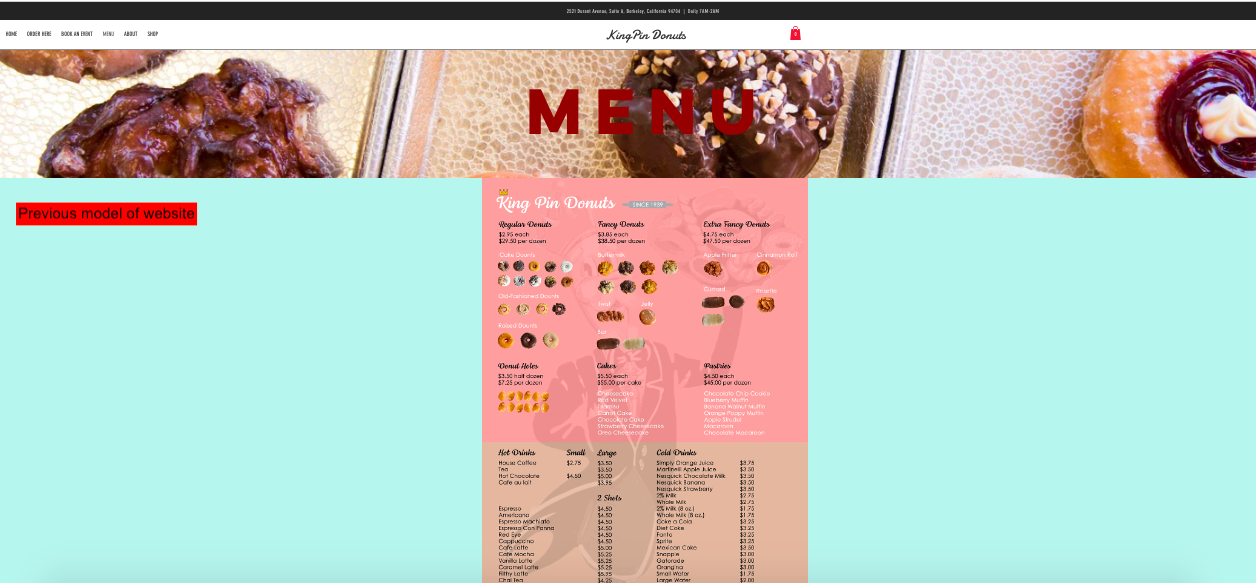 2521 Durant Avenue, Suite A, Berkeley, California 94704 | Daily 7AM-3AM
HOME ORDER HERE BOOK AN EVENT MENU ABOUT SHOP
KingPin Donuts
0
MENU
Previous model of website
King Pin Donuts
SINCE 1939
Regular Donuts
$2.95 each
$29.50 per dozen
Cake Dounts
Old-fashioned Dounts
Raised Dounts
Fancy Donuts
$3.85 each
$38.50 per dozen
Buttermilk
Twist Jelly
Bar
Extra Fancy Donuts
$4.75 each
$47.50 per dozen
Apple Fritter Cinnamon Roll
Custard
Rosette
Donut Holes
$3.50 half dozen
$7.25 per dozen
Cakes
$5.50 each
$55.00 per cake
Cheesecake
Red Velvet
Carrot Cake
Chocolate Cake
Strawberry Cheesecake
Oreo Cheesecake
Pastries
$4.50 each
$45.00 per dozen
Chocolate Chip Cookie
Blueberry Muffin
Banana Walnut Muffin
Orange Poppy Muffin
Apple Strudel
Macaroon
Chocolate Macaroon
Hot Drinks Small Large
House Coffee $2.75 $3.50
Tea $3.50
Hot Chocolate $4.50 $5.00
Cafe au lait $3.95
2 Shots
Espresso $4.50
Americano $4.50
Espresso Machiato $4.50
Espresso Con Panna $4.50
Red Eye $4.50
Cappuccino $4.50
Cafe latte $5.00
Cafe Mocha $5.25
Vanilla Latte $5.25
Caramel Latte $5.25
Filthy Latte $5.75
Chai Tea $4.25
Cold Drinks
Simply Orange Juice $3.75
Martinelli Apple Juice $3.50
Nesquick Chocolate Milk $3.50
Nesquick Banana $3.50
Nesquick Strawberry $3.50
2% Milk $2.75
Whole Milk $2.75
2% Milk (8 oz.) $1.75
Whole Milk (8 oz.) $1.75
Coke a Cola $3.25
Diet Coke $3.25
Fanta $3.25
Sprite $3.25
Mexican Coke $3.50
Snapple $3.00
Gatorade $3.00
Orangina $3.00
Small Water $1.75
Large Water $2.00